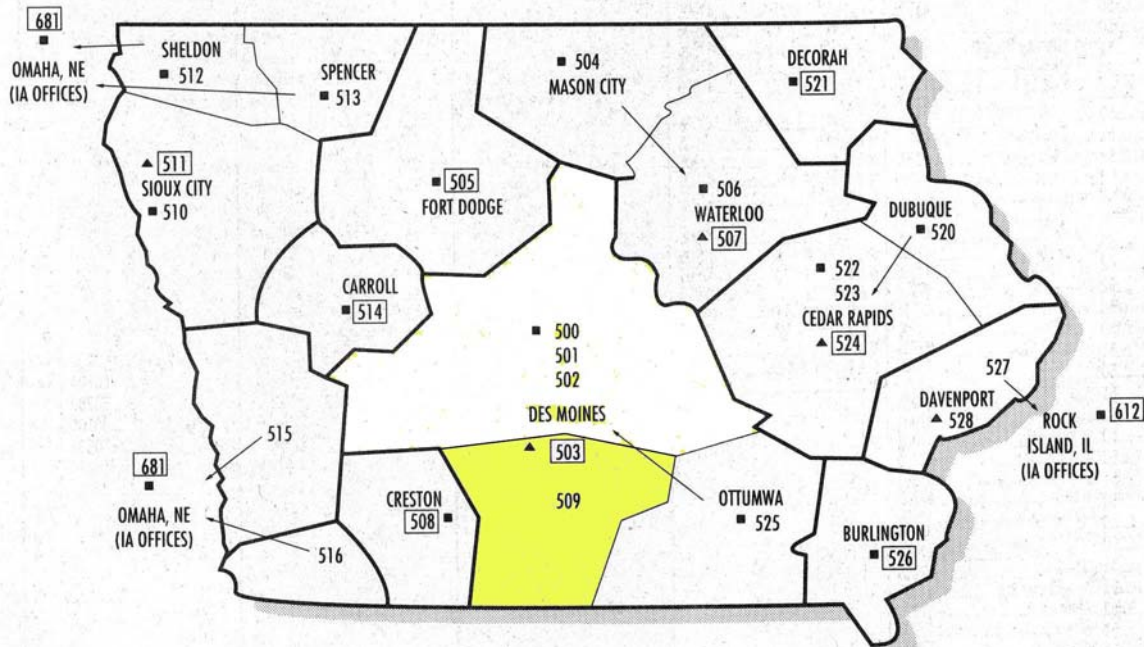 681
OMAHA, NE
(IA OFFICES)
SHELDON
512
SPENCER
513
504
MASON CITY
DECORAH
521
511
SIOUX CITY
510
505
FORT DODGE
506
WATERLOO
507
DUBUQUE
520
CARROLL
514
522
523
CEDAR RAPIDS
524
500
501
502
DES MOINES
503
509
527
DAVENPORT
528
612
ROCK
ISLAND, IL
(IA OFFICES)
515
681
OMAHA, NE
(IA OFFICES)
516
CRESTON
508
OTTUMWA
525
BURLINGTON
526